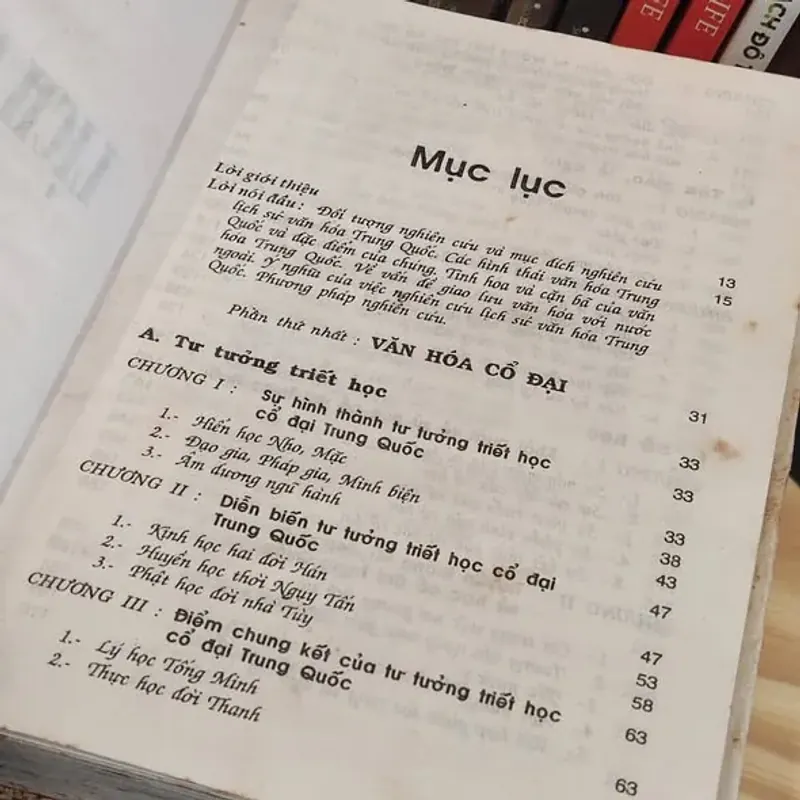 IFE
LIFE
SÁCH ĐỎ
LỊCH
Mục lục
Lời giới thiệu 13
Lời nói đầu : Đối tượng nghiên cứu và mục đích nghiên cứu 15
lịch sử văn hóa Trung Quốc. Các hình thái văn hóa Trung
Quốc và đặc điểm của chúng. Tinh hoa và cặn bã của văn
hóa Trung Quốc. Về vấn đề giao lưu văn hóa với nước
ngoài. Ý nghĩa của việc nghiên cứu lịch sử văn hóa Trung
Quốc. Phương pháp nghiên cứu.
Phần thứ nhất : VĂN HÓA CỔ ĐẠI
A. Tư tưởng triết học 31
CHƯƠNG I : Sự hình thành tư tưởng triết học
cổ đại Trung Quốc 33
1.- Hiển học Nho, Mặc 33
2.- Đạo gia, Pháp gia, Minh biện 38
3.- Âm dương ngũ hành 43
CHƯƠNG II : Diễn biến tư tưởng triết học cổ đại
Trung Quốc 47
1.- Kinh học hai đời Hán 47
2.- Huyền học thời Ngụy Tấn 53
3.- Phật học đời nhà Tùy 58
CHƯƠNG III : Điểm chung kết của tư tưởng triết học
cổ đại Trung Quốc 63
1.- Lý học Tống Minh 63
2.- Thực học đời Thanh